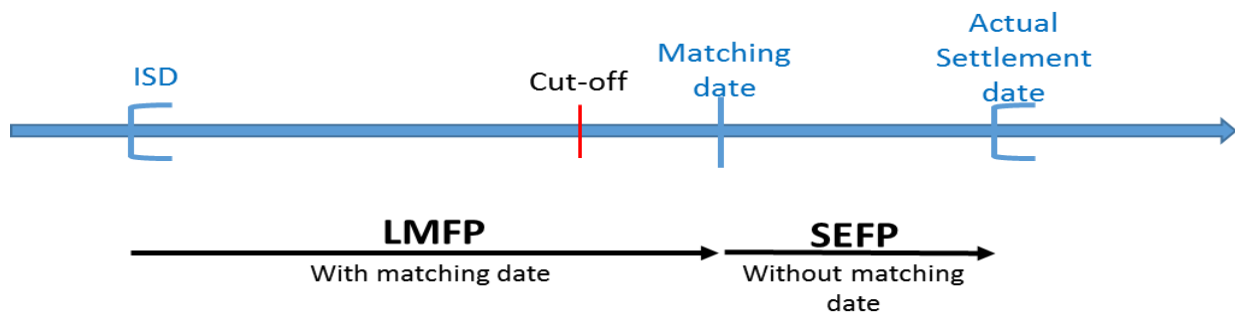 Actual
Settlement
date
Matching
date
ISD
Cut-off
LMFP
With matching date
SEFP
Without matching
date